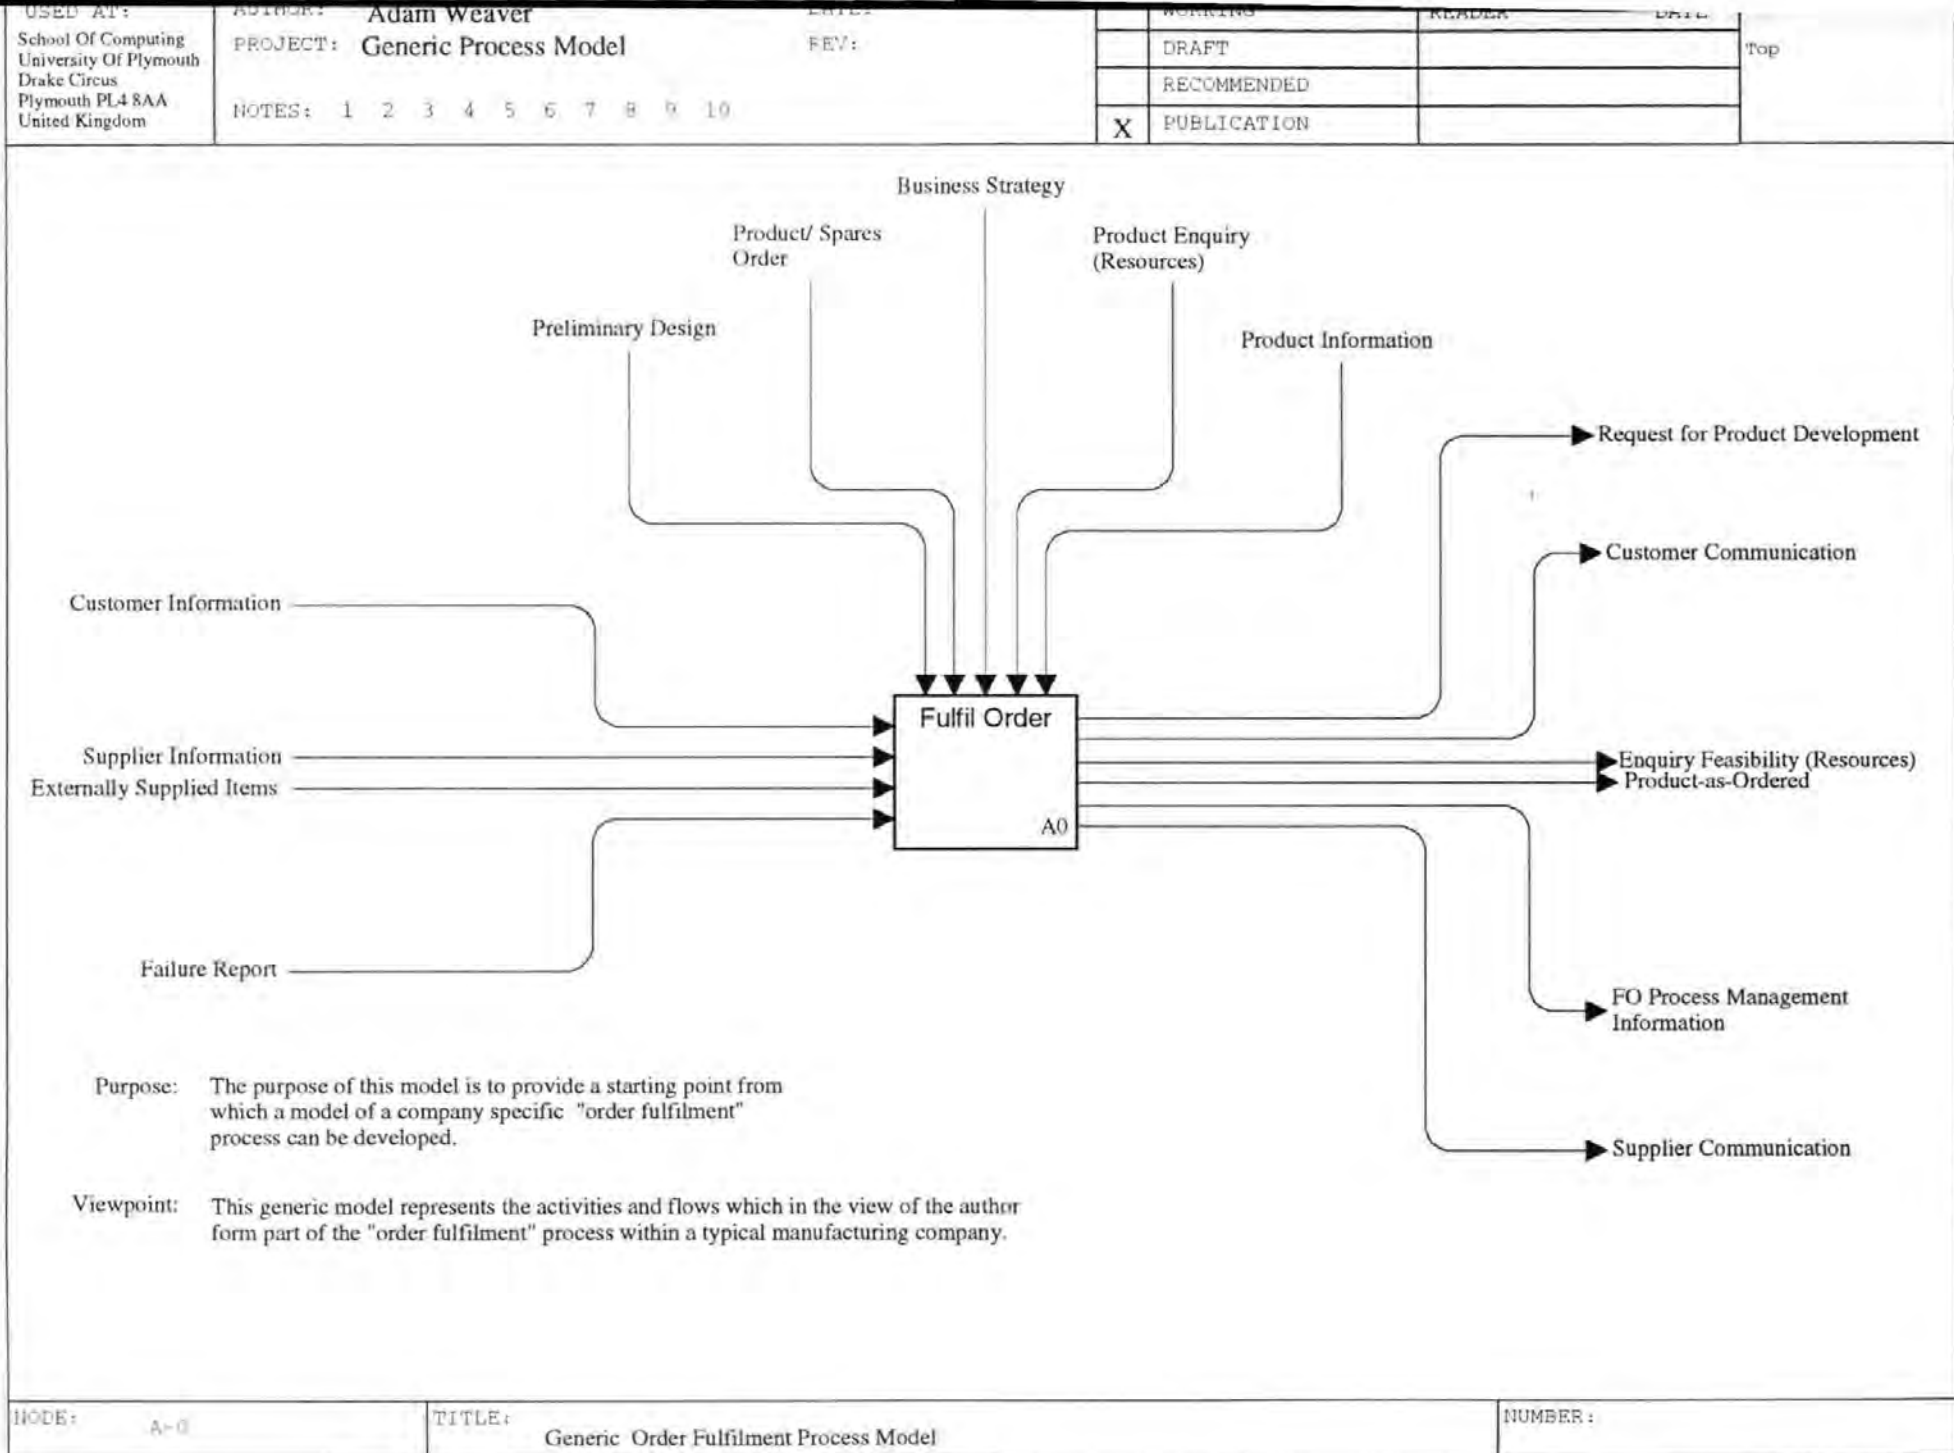 USED AT:
School Of Computing
University Of Plymouth
Drake Circus
Plymouth PL4 8AA
United Kingdom
AUTHOR: Adam Weaver
DATE:
PROJECT: Generic Process Model
REV:
NOTES: 1 2 3 4 5 6 7 8 9 10
WORKING
READER DATE
DRAFT
RECOMMENDED
X PUBLICATION
Top
Business Strategy
Product/ Spares
Order
Product Enquiry
(Resources)
Preliminary Design
Product Information
Request for Product Development
Customer Communication
Customer Information
Fulfil Order
Supplier Information
Enquiry Feasibility (Resources)
Externally Supplied Items
Product-as-Ordered
A0
Failure Report
FO Process Management
Information
Purpose: The purpose of this model is to provide a starting point from
which a model of a company specific "order fulfilment"
process can be developed.
Supplier Communication
Viewpoint: This generic model represents the activities and flows which in the view of the author
form part of the "order fulfilment" process within a typical manufacturing company.
NODE: A-0
TITLE:
Generic Order Fulfilment Process Model
NUMBER: